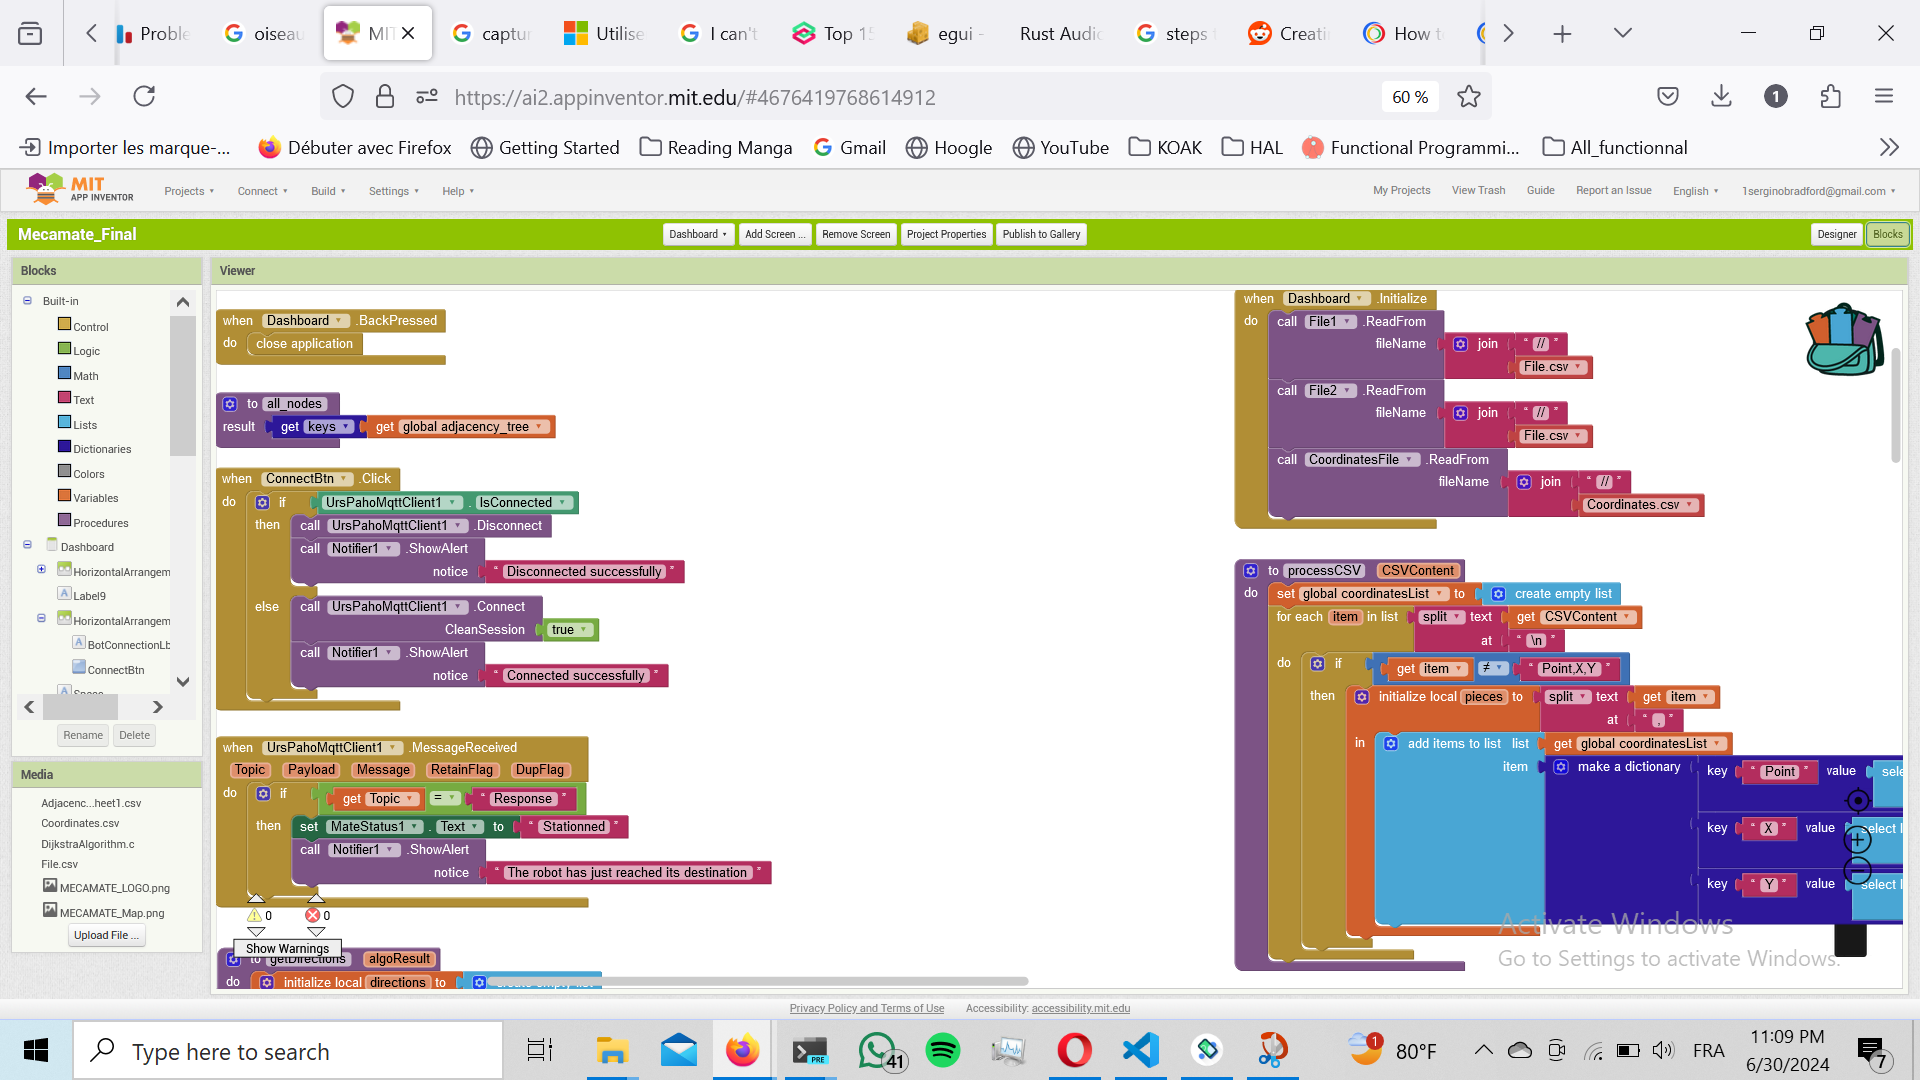 Proble
oiseau
MIT
captur
Utilise
I can't
Top 15
egui -
Rust Audio
steps
Creati
How t
https://ai2.appinventor.mit.edu/#4676419768614912
60 %
1
Importer les marque-...
Débuter avec Firefox
Getting Started
Reading Manga
Gmail
Hoogle
YouTube
KOAK
HAL
Functional Programmi...
All_functionnal
MIT
APP INVENTOR
Projects
Connect
Build
Settings
Help
My Projects
View Trash
Guide
Report an Issue
English
1serginobradford@gmail.com
Mecamate_Final
Dashboard
Add Screen ...
Remove Screen
Project Properties
Publish to Gallery
Designer
Blocks
Blocks
Built-in
Control
Logic
Math
Text
Lists
Dictionaries
Colors
Variables
Procedures
Dashboard
HorizontalArrangem
Label9
HorizontalArrangem
BotConnectionLb
ConnectBtn
Space
Rename
Delete
Media
Adjacenc...heet1.csv
Coordinates.csv
DijkstraAlgorithm.c
File.csv
MECAMATE_LOGO.png
MECAMATE_Map.png
Upload File ...
Viewer
when Dashboard .BackPressed
do close application
to all_nodes
result get keys get global adjacency_tree
when ConnectBtn .Click
do if UrsPahoMqttClient1 . IsConnected
then call UrsPahoMqttClient1 .Disconnect
call Notifier1 .ShowAlert
notice “ Disconnected successfully ”
else call UrsPahoMqttClient1 .Connect
CleanSession true
call Notifier1 .ShowAlert
notice “ Connected successfully ”
when UrsPahoMqttClient1 .MessageReceived
Topic Payload Message RetainFlag DupFlag
do if get Topic = “ Response ”
then set MateStatus1 . Text to “ Stationned ”
call Notifier1 .ShowAlert
notice “ The robot has just reached its destination ”
0 0
Show Warnings
to getDirections algoResult
do initialize local directions to create empty list
when Dashboard .Initialize
do call File1 .ReadFrom
fileName join “ // ”
File.csv
call File2 .ReadFrom
fileName join “ // ”
File.csv
call CoordinatesFile .ReadFrom
fileName join “ // ”
Coordinates.csv
to processCSV CSVContent
do set global coordinatesList to create empty list
for each item in list split text get CSVContent
at “ \n ”
do if get item ≠ “ Point,X,Y ”
then initialize local pieces to split text get item
at “ , ”
in add items to list list get global coordinatesList
item make a dictionary key “ Point ” value sele
key “ X ” value select l
key “ Y ” value select l
Activate Windows
Go to Settings to activate Windows.
Privacy Policy and Terms of Use
Accessibility: accessibility.mit.edu
Type here to search
PRE
41
1
80°F
FRA
11:09 PM
6/30/2024
7